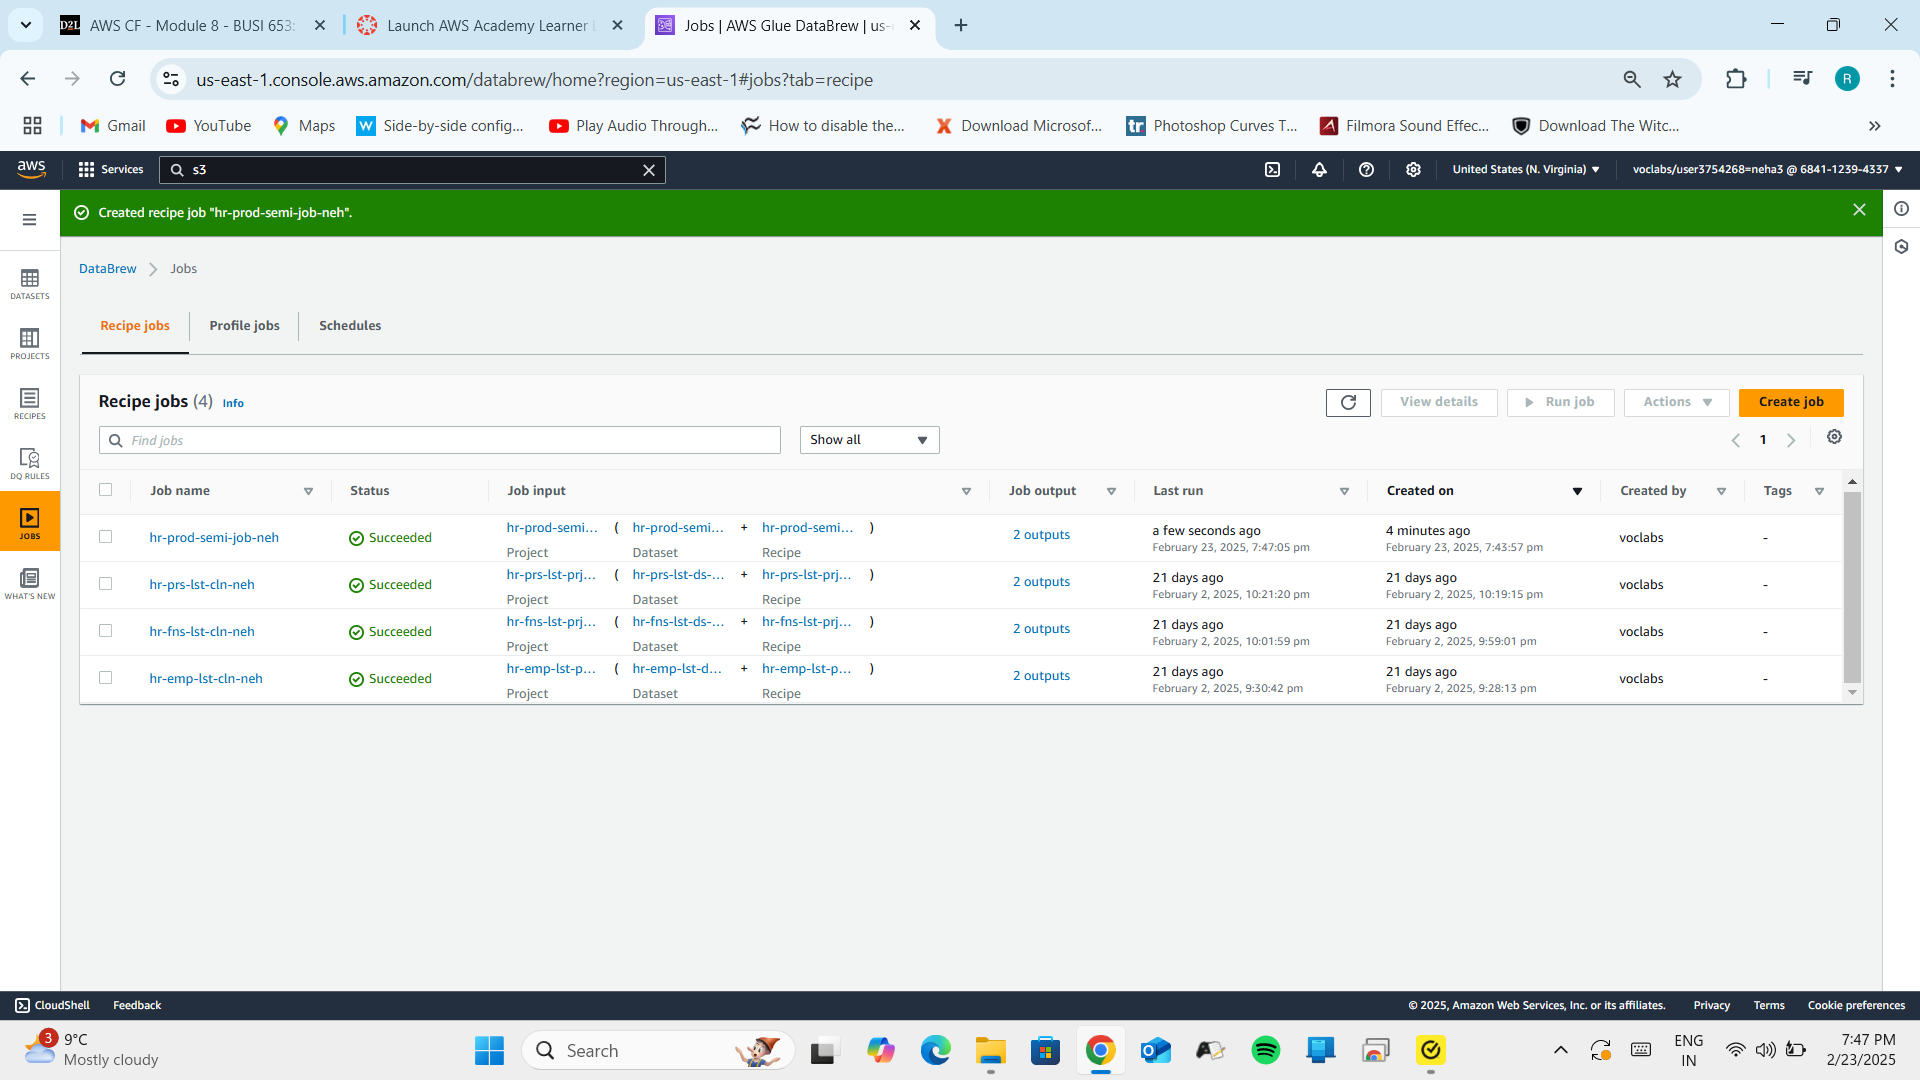 D2L AWS CF - Module 8 - BUSI 653:
Launch AWS Academy Learner L
Jobs | AWS Glue DataBrew | us-
us-east-1.console.aws.amazon.com/databrew/home?region=us-east-1#jobs?tab=recipe
R
Gmail YouTube Maps Side-by-side config... Play Audio Through... How to disable the... Download Microsof... Photoshop Curves T... Filmora Sound Effec... Download The Witc... »
aws Services s3 United States (N. Virginia) voclabs/user3754268=neha3 @ 6841-1239-4337
Created recipe job "hr-prod-semi-job-neh".
DataBrew Jobs
DATASETS
PROJECTS
RECIPES
DQ RULES
JOBS
WHAT'S NEW
Recipe jobs Profile jobs Schedules
Recipe jobs (4) Info View details Run job Actions Create job
Find jobs Show all 1
Job name Status Job input Job output Last run Created on Created by Tags
hr-prod-semi-job-neh Succeeded hr-prod-semi... ( hr-prod-semi... + hr-prod-semi... ) 2 outputs a few seconds ago 4 minutes ago voclabs -
Project Dataset Recipe February 23, 2025, 7:47:05 pm February 23, 2025, 7:43:57 pm
hr-prs-lst-cln-neh Succeeded hr-prs-lst-prj... ( hr-prs-lst-ds-... + hr-prs-lst-prj... ) 2 outputs 21 days ago 21 days ago voclabs -
Project Dataset Recipe February 2, 2025, 10:21:20 pm February 2, 2025, 10:19:15 pm
hr-fns-lst-cln-neh Succeeded hr-fns-lst-prj... ( hr-fns-lst-ds-... + hr-fns-lst-prj... ) 2 outputs 21 days ago 21 days ago voclabs -
Project Dataset Recipe February 2, 2025, 10:01:59 pm February 2, 2025, 9:59:01 pm
hr-emp-lst-cln-neh Succeeded hr-emp-lst-p... ( hr-emp-lst-d... + hr-emp-lst-p... ) 2 outputs 21 days ago 21 days ago voclabs -
Project Dataset Recipe February 2, 2025, 9:30:42 pm February 2, 2025, 9:28:13 pm
CloudShell Feedback © 2025, Amazon Web Services, Inc. or its affiliates. Privacy Terms Cookie preferences
3 9°C
Mostly cloudy
Search
ENG
IN
7:47 PM
2/23/2025